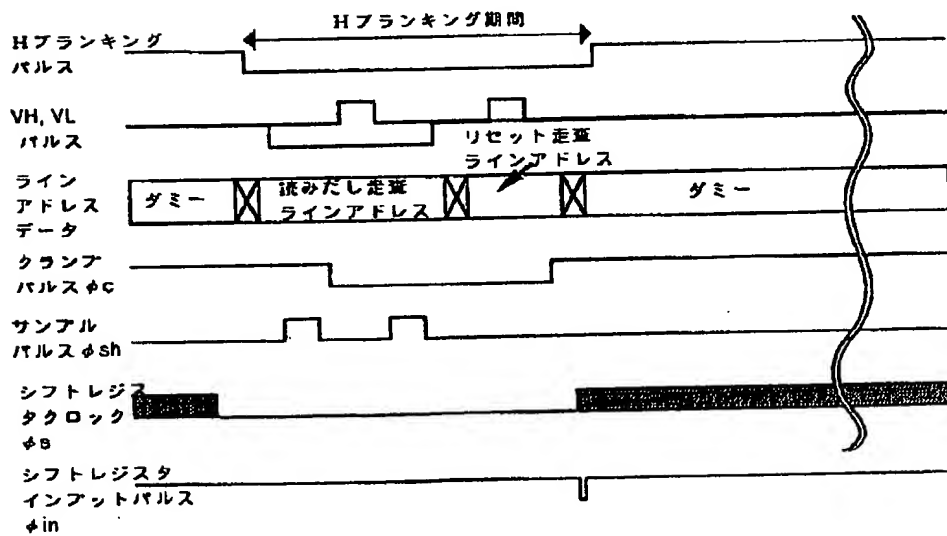 Hブランキング期間
Hブランキング
パルス
VH, VL
パルス
リセット走査
ラインアドレス
ライン
アドレス
データ
ダミー
読みだし走査
ラインアドレス
ダミー
クランプ
パルスφc
サンプル
パルスφsh
シフトレジス
タクロック
φs
シフトレジスタ
インプットパルス
φin